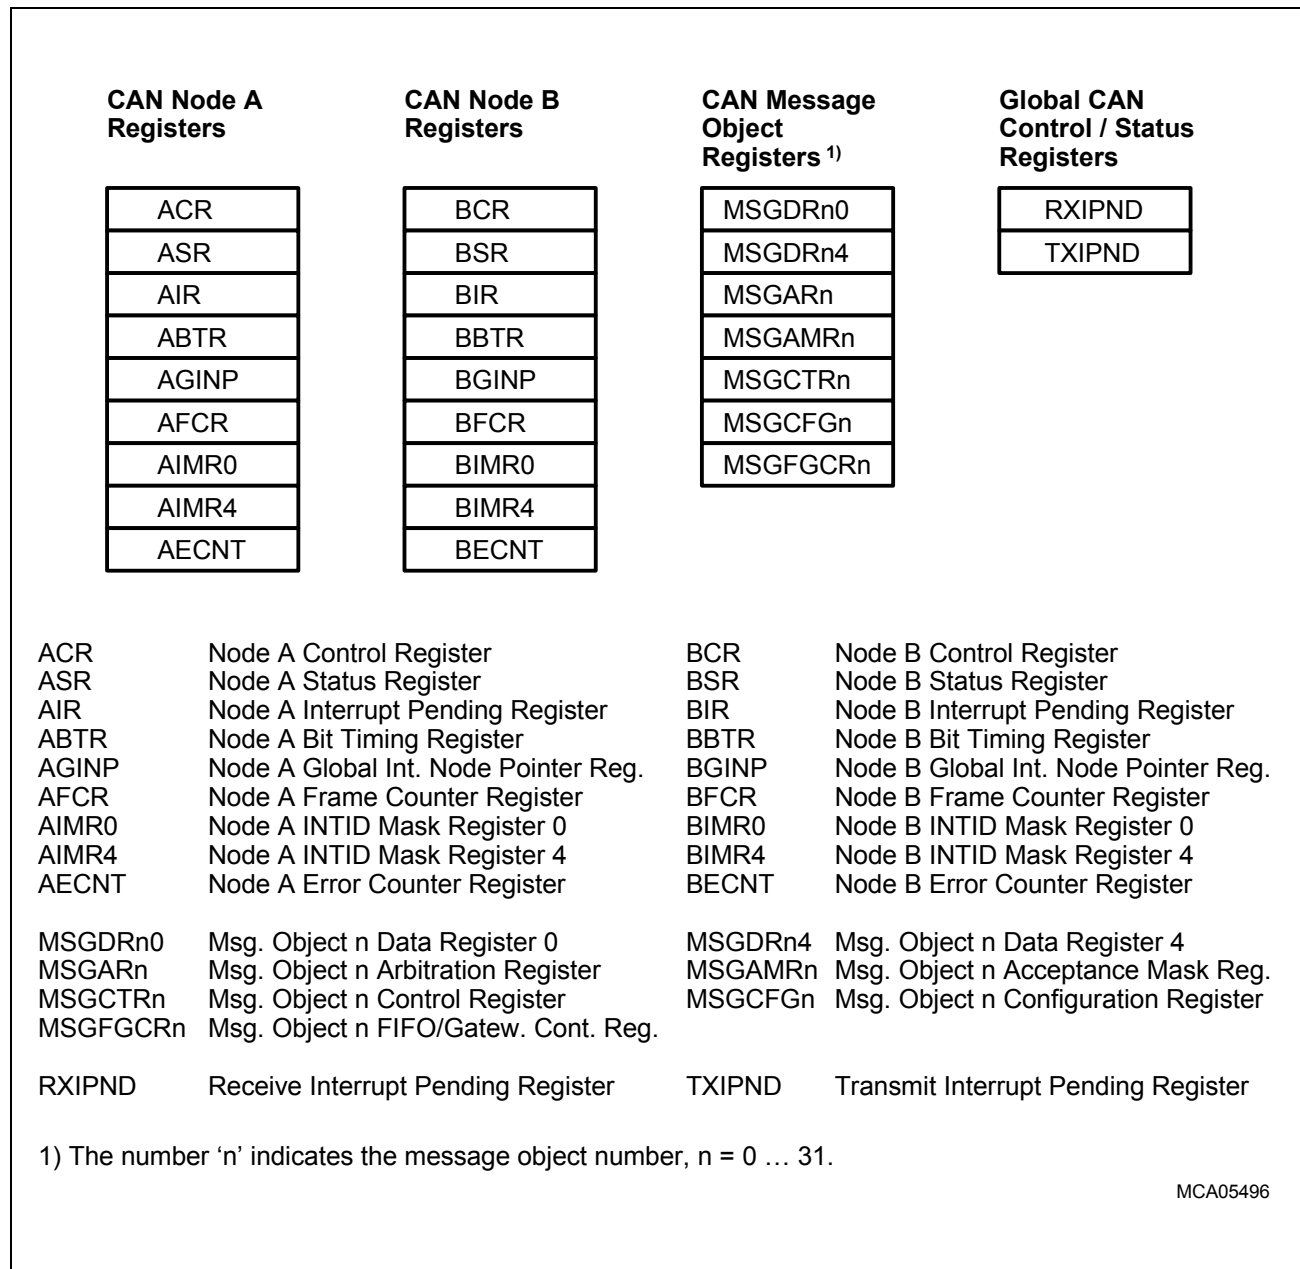 CAN Node A
Registers
CAN Node B
Registers
CAN Message
Object
Registers 1)
Global CAN
Control / Status
Registers
ACR
ASR
AIR
ABTR
AGINP
AFCR
AIMR0
AIMR4
AECNT
BCR
BSR
BIR
BBTR
BGINP
BFCR
BIMR0
BIMR4
BECNT
MSGDRn0
MSGDRn4
MSGARn
MSGAMRn
MSGCTRn
MSGCFGn
MSGFGCRn
RXIPND
TXIPND
ACR Node A Control Register BCR Node B Control Register
ASR Node A Status Register BSR Node B Status Register
AIR Node A Interrupt Pending Register BIR Node B Interrupt Pending Register
ABTR Node A Bit Timing Register BBTR Node B Bit Timing Register
AGINP Node A Global Int. Node Pointer Reg. BGINP Node B Global Int. Node Pointer Reg.
AFCR Node A Frame Counter Register BFCR Node B Frame Counter Register
AIMR0 Node A INTID Mask Register 0 BIMR0 Node B INTID Mask Register 0
AIMR4 Node A INTID Mask Register 4 BIMR4 Node B INTID Mask Register 4
AECNT Node A Error Counter Register BECNT Node B Error Counter Register
MSGDRn0 Msg. Object n Data Register 0 MSGDRn4 Msg. Object n Data Register 4
MSGARn Msg. Object n Arbitration Register MSGAMRn Msg. Object n Acceptance Mask Reg.
MSGCTRn Msg. Object n Control Register MSGCFGn Msg. Object n Configuration Register
MSGFGCRn Msg. Object n FIFO/Gatew. Cont. Reg.
RXIPND Receive Interrupt Pending Register TXIPND Transmit Interrupt Pending Register
1) The number ‘n’ indicates the message object number, n = 0 … 31.
MCA05496